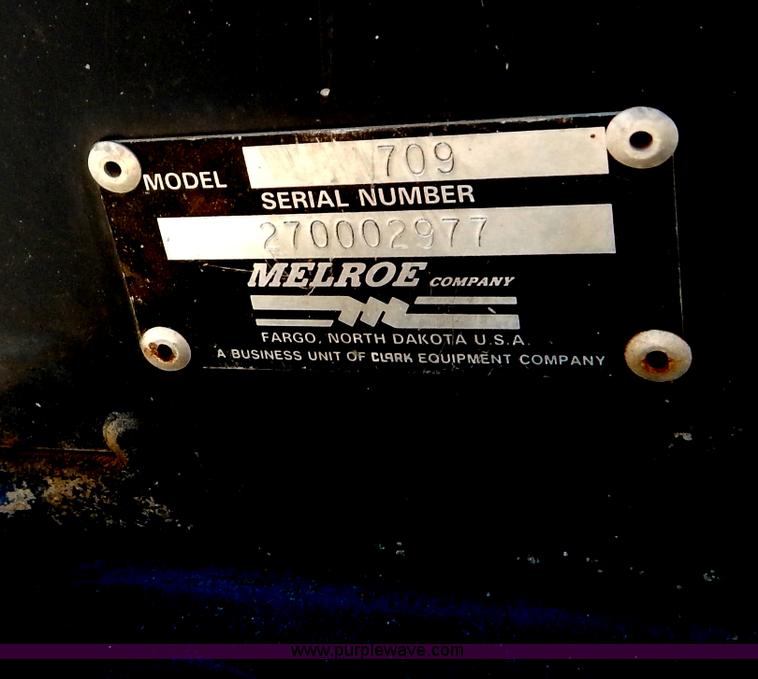 MODEL 709
SERIAL NUMBER
270002977
MELROE COMPANY
FARGO, NORTH DAKOTA U.S.A.
A BUSINESS UNIT OF CLARK EQUIPMENT COMPANY
www.purplewave.com